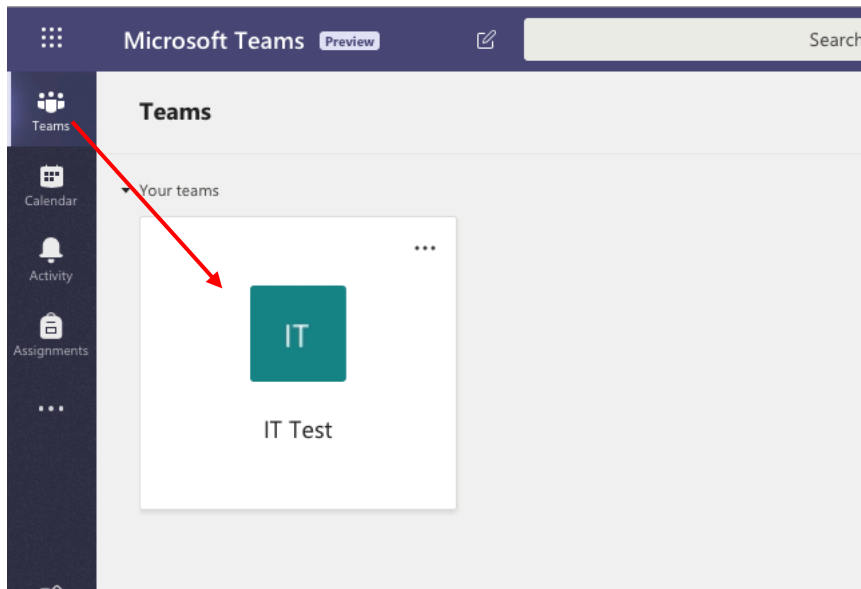 Microsoft Teams Preview
Search
Teams
Teams
Calendar
Activity
Assignments
Your teams
IT
IT Test